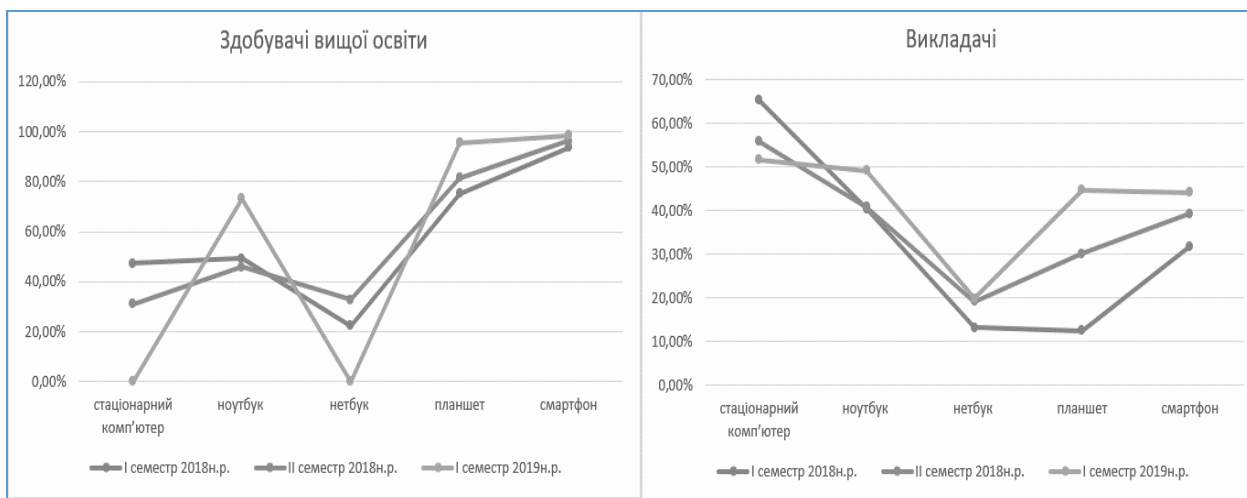 Здобувачі вищої освіти
120,00%
100,00%
80,00%
60,00%
40,00%
20,00%
0,00%
стаціонарний
комп'ютер
ноутбук
нетбук
планшет
смартфон
І семестр 2018н.р.
ІІ семестр 2018н.р.
І семестр 2019н.р.
Викладачі
70,00%
60,00%
50,00%
40,00%
30,00%
20,00%
10,00%
0,00%
стаціонарний
комп'ютер
ноутбук
нетбук
планшет
смартфон
І семестр 2018н.р.
ІІ семестр 2018н.р.
І семестр 2019н.р.